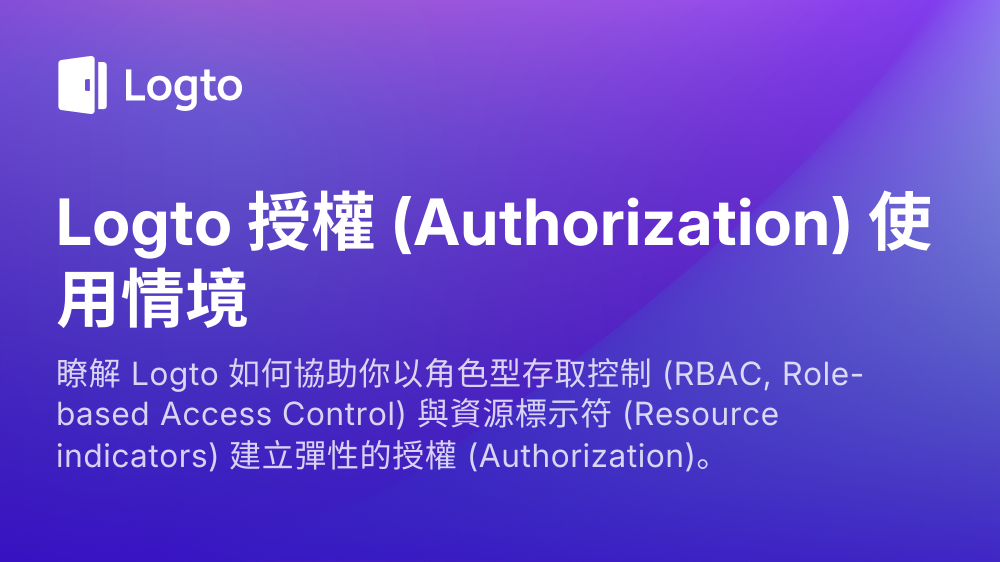 Logto
Logto 授權 (Authorization) 使
用情境
瞭解 Logto 如何協助你以角色型存取控制 (RBAC, Role-
based Access Control) 與資源標示符 (Resource
indicators) 建立彈性的授權 (Authorization)。